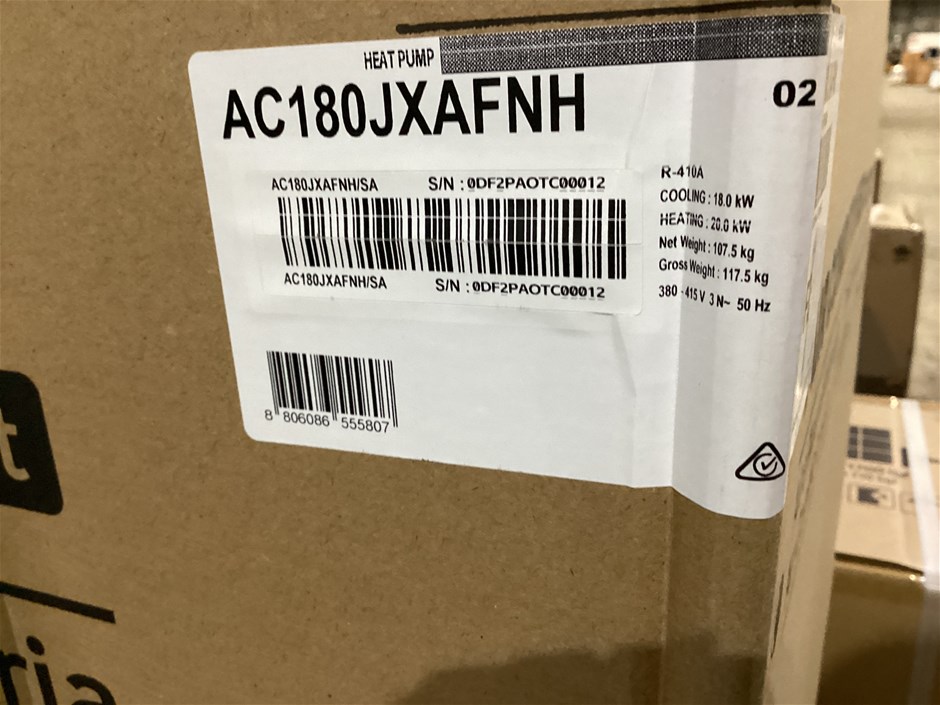 HEAT PUMP
AC180JXAFNH
02
AC180JXAFNH/SA S/N : 0DF2PAOTC00012
AC180JXAFNH/SA S/N : 0DF2PAOTC00012
R-410A
COOLING : 18.0 kW
HEATING : 20.0 kW
Net Weight : 107.5 kg
Gross Weight : 117.5 kg
380 - 415 V 3 N~ 50 Hz
8 806086 555807
t
ria